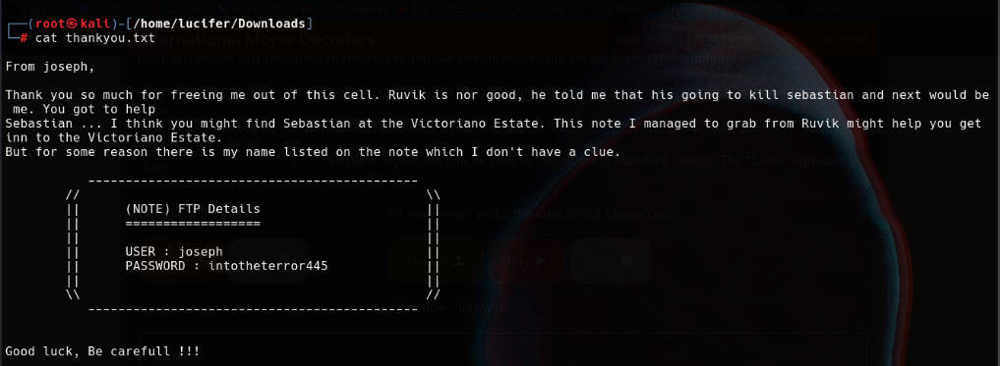 ┌──(root㉿kali)-[/home/lucifer/Downloads]
└─# cat thankyou.txt
From joseph,
Thank you so much for freeing me out of this cell. Ruvik is nor good, he told me that his going to kill sebastian and next would be
me. You got to help
Sebastian ... I think you might find Sebastian at the Victoriano Estate. This note I managed to grab from Ruvik might help you get
inn to the Victoriano Estate.
But for some reason there is my name listed on the note which I don't have a clue.
--------------------------------------------
// \\
|| (NOTE) FTP Details ||
|| ================== ||
|| ||
|| USER : joseph ||
|| PASSWORD : intotheterror445 ||
|| ||
\\ //
--------------------------------------------
Good luck, Be carefull !!!